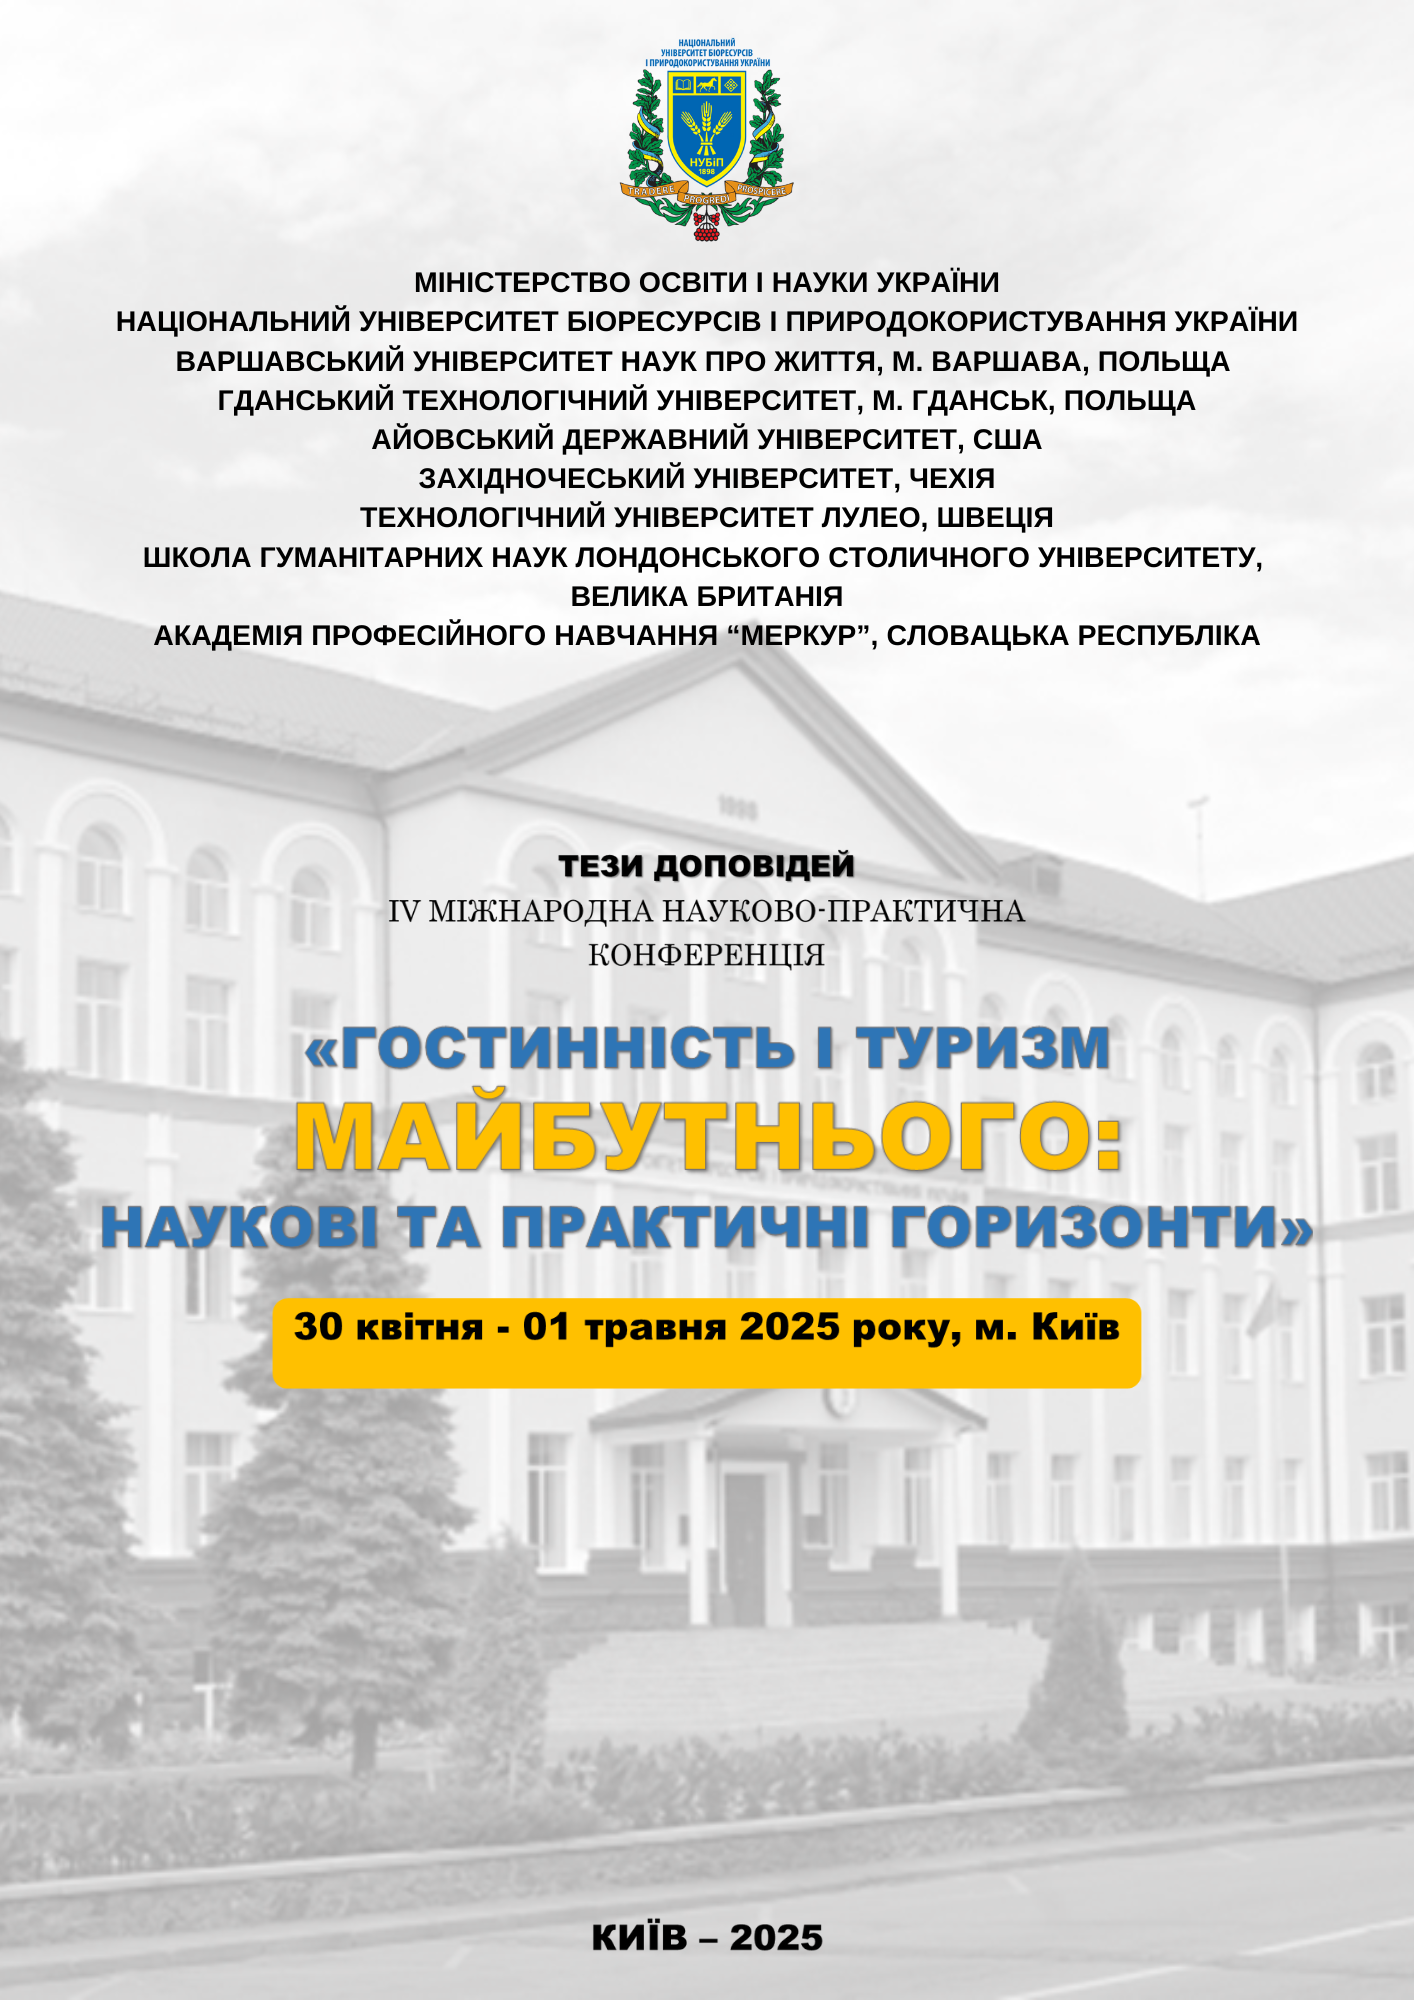 НАЦІОНАЛЬНИЙ
УНІВЕРСИТЕТ БІОРЕСУРСІВ
І ПРИРОДОКОРИСТУВАННЯ УКРАЇНИ
НУБіП
1898
TRADERE
PROGREDI
PROSPICERE
МІНІСТЕРСТВО ОСВІТИ І НАУКИ УКРАЇНИ
НАЦІОНАЛЬНИЙ УНІВЕРСИТЕТ БІОРЕСУРСІВ І ПРИРОДОКОРИСТУВАННЯ УКРАЇНИ
ВАРШАВСЬКИЙ УНІВЕРСИТЕТ НАУК ПРО ЖИТТЯ, М. ВАРШАВА, ПОЛЬЩА
ГДАНСЬКИЙ ТЕХНОЛОГІЧНИЙ УНІВЕРСИТЕТ, М. ГДАНСЬК, ПОЛЬЩА
АЙОВСЬКИЙ ДЕРЖАВНИЙ УНІВЕРСИТЕТ, США
ЗАХІДНОЧЕСЬКИЙ УНІВЕРСИТЕТ, ЧЕХІЯ
ТЕХНОЛОГІЧНИЙ УНІВЕРСИТЕТ ЛУЛЕО, ШВЕЦІЯ
ШКОЛА ГУМАНІТАРНИХ НАУК ЛОНДОНСЬКОГО СТОЛИЧНОГО УНІВЕРСИТЕТУ,
ВЕЛИКА БРИТАНІЯ
АКАДЕМІЯ ПРОФЕСІЙНОГО НАВЧАННЯ “МЕРКУР”, СЛОВАЦЬКА РЕСПУБЛІКА
ТЕЗИ ДОПОВІДЕЙ
IV МІЖНАРОДНА НАУКОВО-ПРАКТИЧНА
КОНФЕРЕНЦІЯ
«ГОСТИННІСТЬ І ТУРИЗМ
МАЙБУТНЬОГО:
НАУКОВІ ТА ПРАКТИЧНІ ГОРИЗОНТИ»
30 квітня - 01 травня 2025 року, м. Київ
КИЇВ – 2025